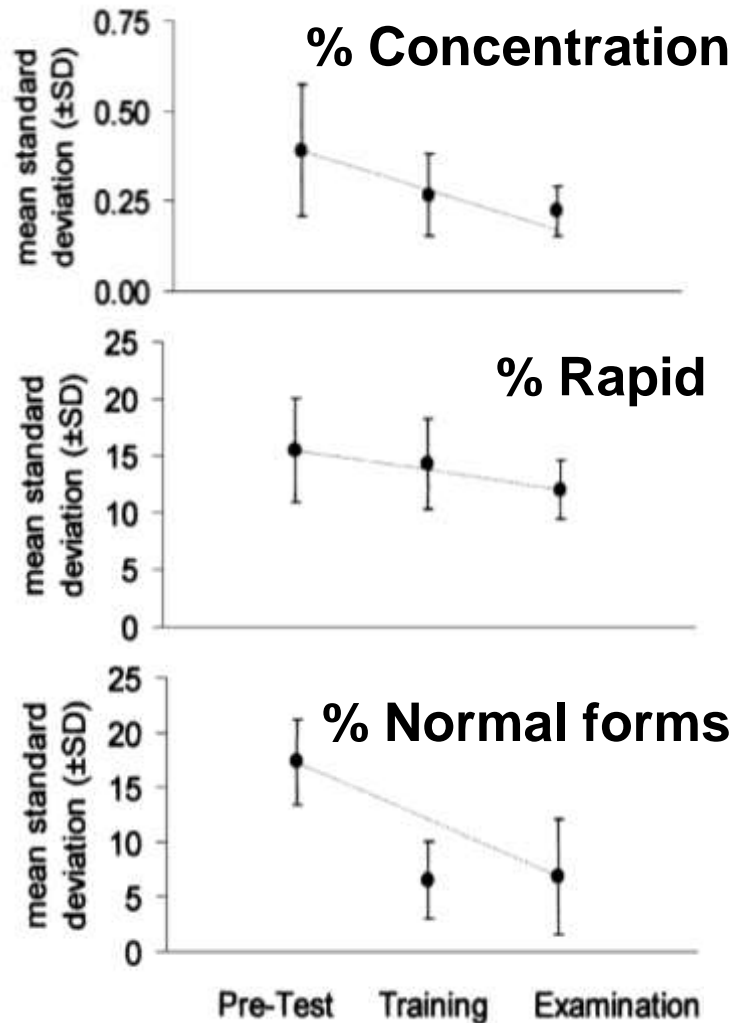 % Concentration
mean standard
deviation (±SD)
0.75
0.50
0.25
0.00
% Rapid
mean standard
deviation (±SD)
25
20
15
10
5
0
% Normal forms
mean standard
deviation (±SD)
25
20
15
10
5
0
Pre-Test Training Examination